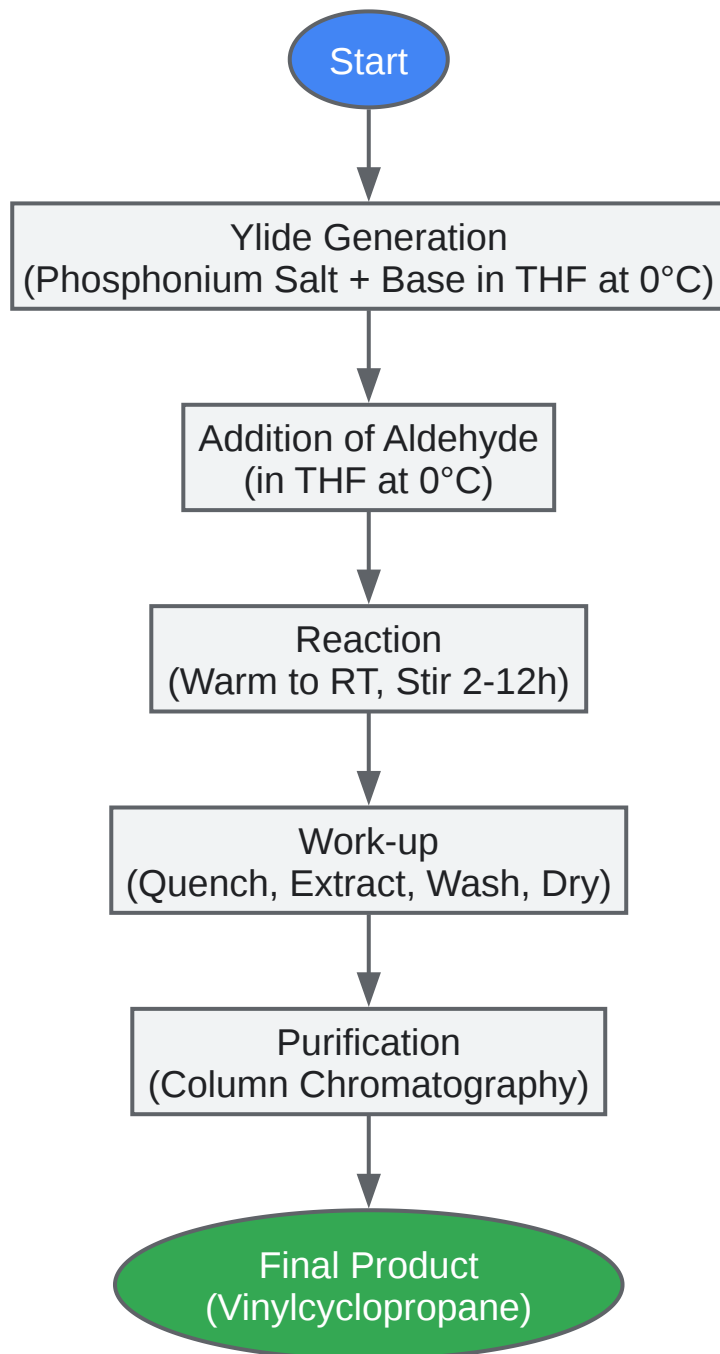 Start
Ylide Generation
(Phosphonium Salt + Base in THF at 0°C)
Addition of Aldehyde
(in THF at 0°C)
Reaction
(Warm to RT, Stir 2-12h)
Work-up
(Quench, Extract, Wash, Dry)
Purification
(Column Chromatography)
Final Product
(Vinylcyclopropane)